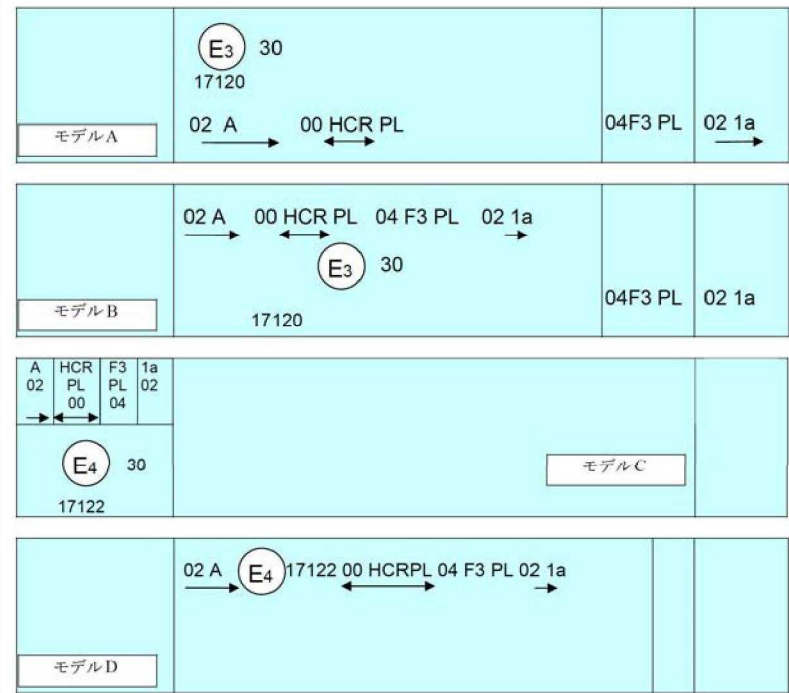 E3 30
17120
02 A 00 HCR PL 04F3 PL 02 1a
モデルA
02 A 00 HCR PL 04 F3 PL 02 1a
E3 30
04F3 PL 02 1a
モデルB
17120
A HCR F3 1a
02 PL PL 02
00 04
E4 30
モデルC
17122
02 A E4 17122 00 HCRPL 04 F3 PL 02 1a
モデルD